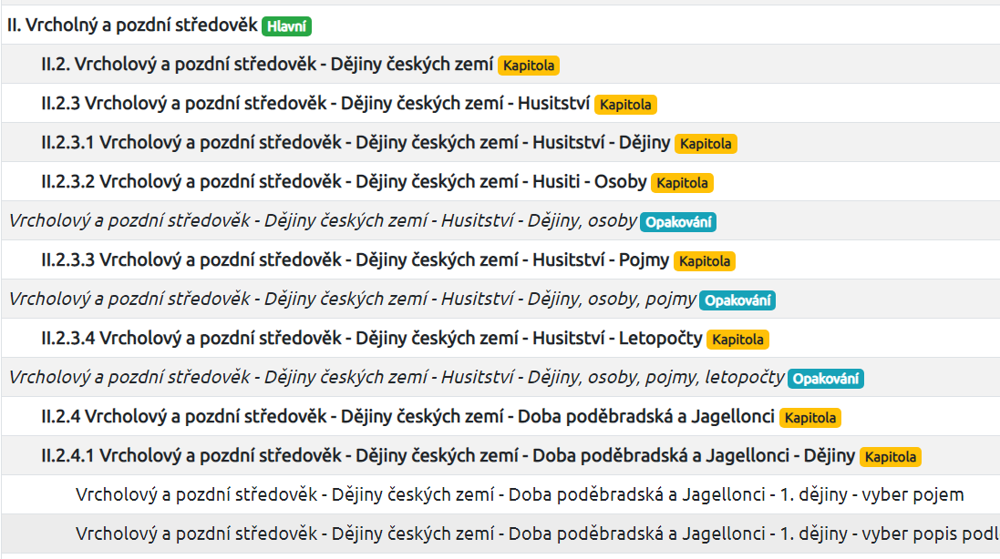 II. Vrcholný a pozdní středověk Hlavní
II.2. Vrcholový a pozdní středověk - Dějiny českých zemí Kapitola
II.2.3 Vrcholový a pozdní středověk - Dějiny českých zemí - Husitství Kapitola
II.2.3.1 Vrcholový a pozdní středověk - Dějiny českých zemí - Husitství - Dějiny Kapitola
II.2.3.2 Vrcholový a pozdní středověk - Dějiny českých zemí - Husiti - Osoby Kapitola
Vrcholový a pozdní středověk - Dějiny českých zemí - Husitství - Dějiny, osoby Opakování
II.2.3.3 Vrcholový a pozdní středověk - Dějiny českých zemí - Husitství - Pojmy Kapitola
Vrcholový a pozdní středověk - Dějiny českých zemí - Husitství - Dějiny, osoby, pojmy Opakování
II.2.3.4 Vrcholový a pozdní středověk - Dějiny českých zemí - Husitství - Letopočty Kapitola
Vrcholový a pozdní středověk - Dějiny českých zemí - Husitství - Dějiny, osoby, pojmy, letopočty Opakování
II.2.4 Vrcholový a pozdní středověk - Dějiny českých zemí - Doba poděbradská a Jagellonci Kapitola
II.2.4.1 Vrcholový a pozdní středověk - Dějiny českých zemí - Doba poděbradská a Jagellonci - Dějiny Kapitola
Vrcholový a pozdní středověk - Dějiny českých zemí - Doba poděbradská a Jagellonci - 1. dějiny - vyber pojem
Vrcholový a pozdní středověk - Dějiny českých zemí - Doba poděbradská a Jagellonci - 1. dějiny - vyber popis podl